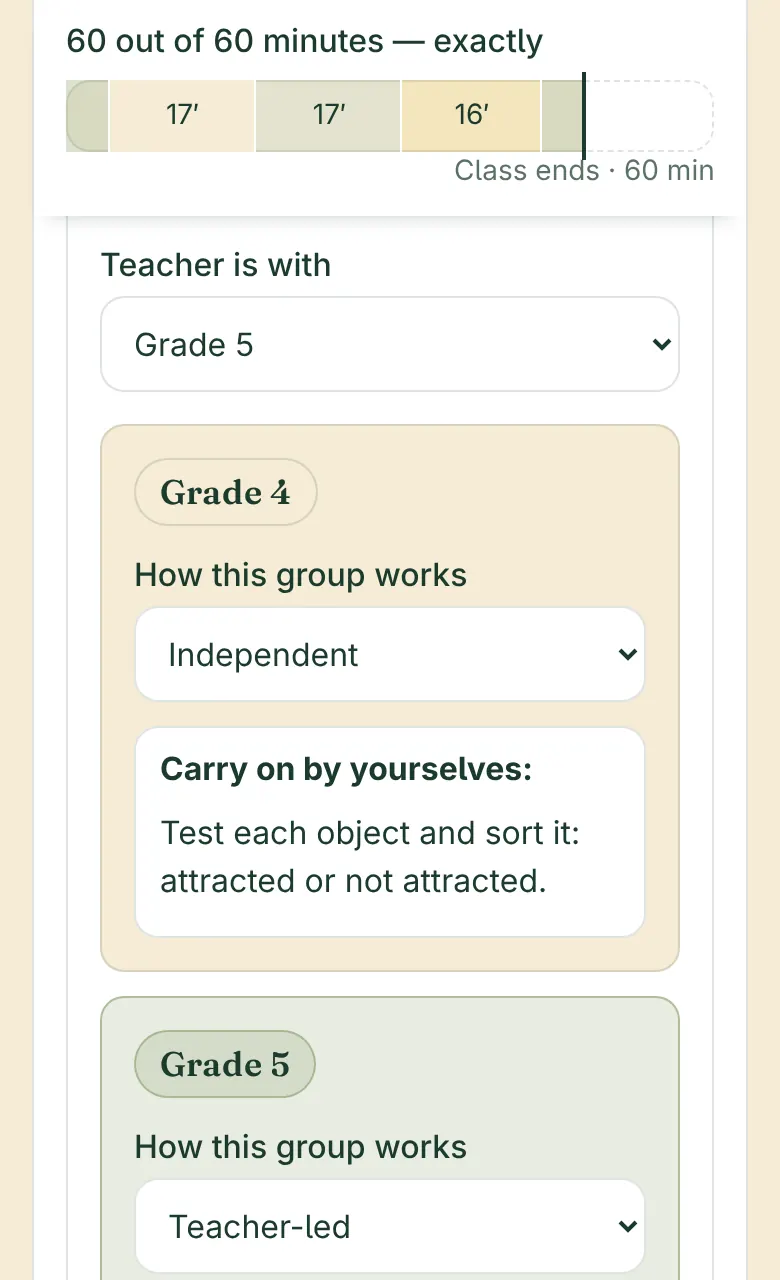 60 out of 60 minutes — exactly
17′ 17′ 16′
Class ends · 60 min
Teacher is with
Grade 5
Grade 4
How this group works
Independent
Carry on by yourselves:
Test each object and sort it:
attracted or not attracted.
Grade 5
How this group works
Teacher-led